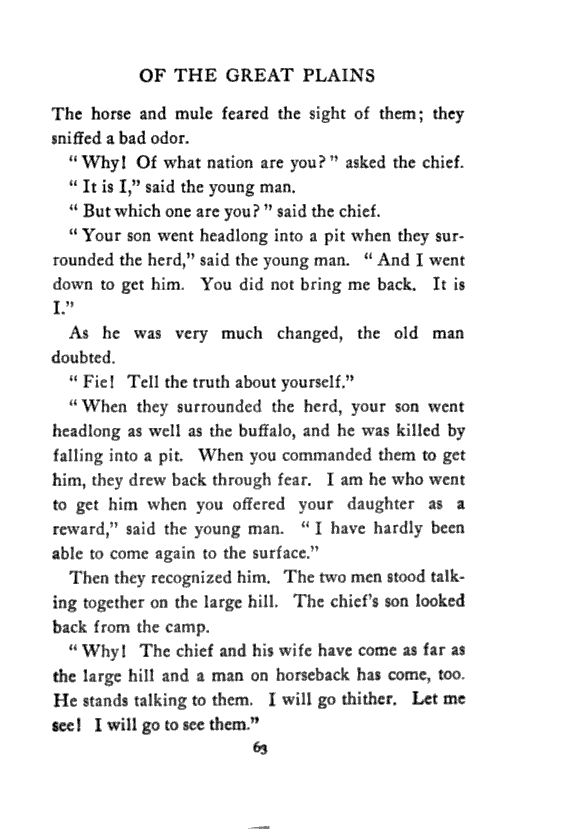 OF THE GREAT PLAINS
The horse and mule feared the sight of them; they
sniffed a bad odor.
“Why! Of what nation are you?” asked the chief.
“It is I,” said the young man.
“But which one are you?” said the chief.
“Your son went headlong into a pit when they sur-
rounded the herd,” said the young man. “And I went
down to get him. You did not bring me back. It is
I.”
As he was very much changed, the old man
doubted.
“Fie! Tell the truth about yourself.”
“When they surrounded the herd, your son went
headlong as well as the buffalo, and he was killed by
falling into a pit. When you commanded them to get
him, they drew back through fear. I am he who went
to get him when you offered your daughter as a
reward,” said the young man. “I have hardly been
able to come again to the surface.”
Then they recognized him. The two men stood talk-
ing together on the large hill. The chief's son looked
back from the camp.
“Why! The chief and his wife have come as far as
the large hill and a man on horseback has come, too.
He stands talking to them. I will go thither. Let me
see! I will go to see them.”
63